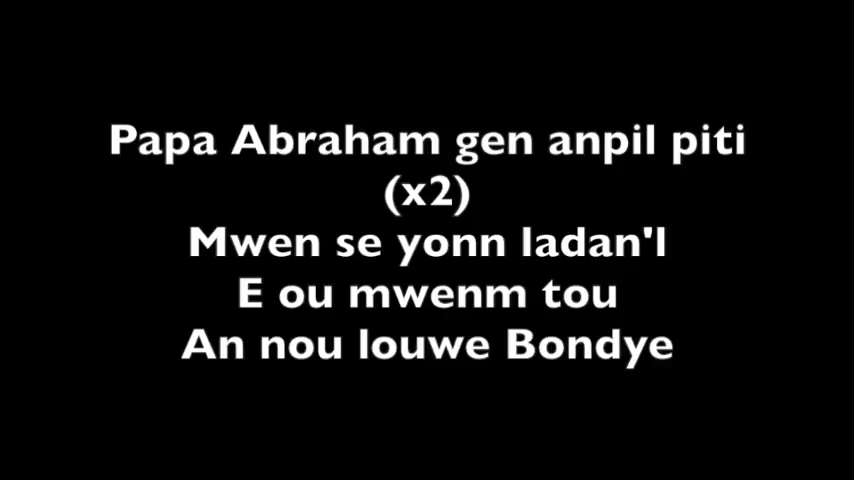 Papa Abraham gen anpil piti
(x2)
Mwen se yonn ladan'l
E ou mwenm tou
An nou louwe Bondye